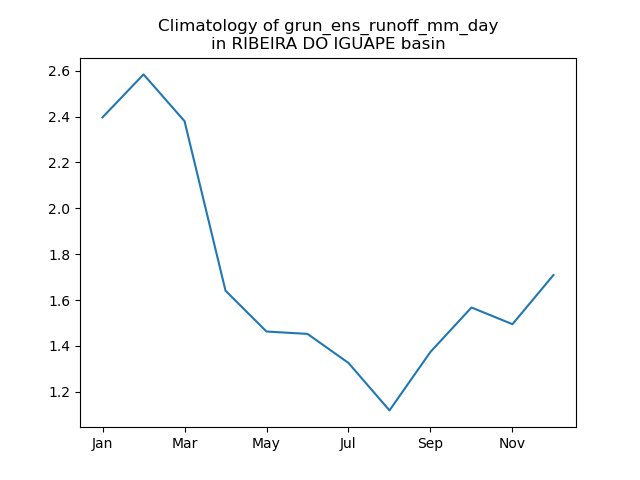 Climatology of grun_ens_runoff_mm_day
in RIBEIRA DO IGUAPE basin
2.6
2.4
2.2
2.0
1.8
1.6
1.4
1.2
Jan Mar May Jul Sep Nov